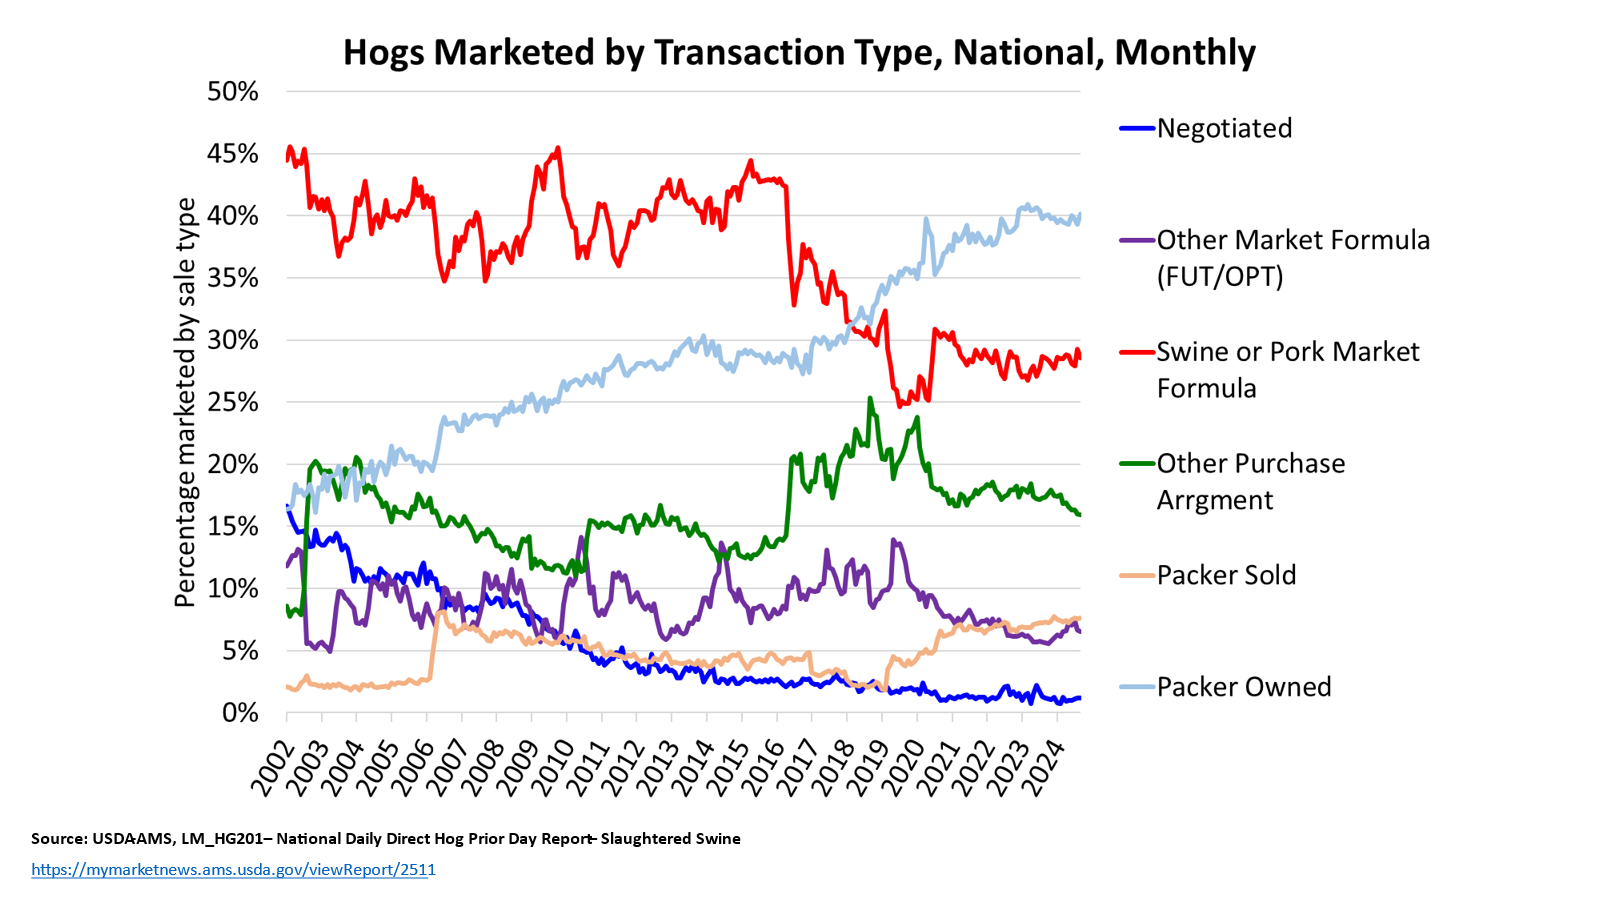 Hogs Marketed by Transaction Type, National, Monthly
Percentage marketed by sale type
50%
45%
40%
35%
30%
25%
20%
15%
10%
5%
0%
2002
2003
2004
2005
2006
2007
2008
2009
2010
2011
2012
2013
2014
2015
2016
2017
2018
2019
2020
2021
2022
2023
2024
Negotiated
Other Market Formula
(FUT/OPT)
Swine or Pork Market
Formula
Other Purchase
Arrgment
Packer Sold
Packer Owned
Source: USDA-AMS, LM_HG201– National Daily Direct Hog Prior Day Report– Slaughtered Swine
https://mymarketnews.ams.usda.gov/viewReport/2511